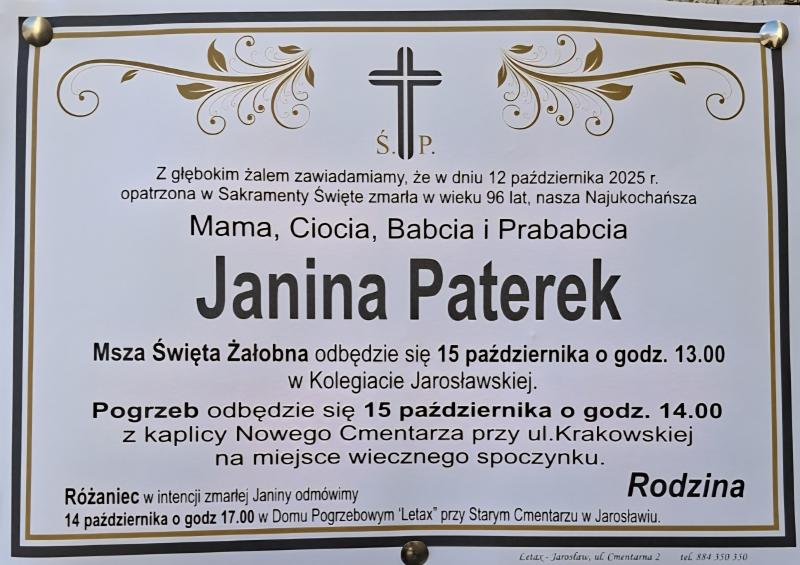 Ś. P.
Z głębokim żalem zawiadamiamy, że w dniu 12 października 2025 r.
opatrzona w Sakramenty Święte zmarła w wieku 96 lat, nasza Najukochańsza
Mama, Ciocia, Babcia i Prababcia
Janina Paterek
Msza Święta Żałobna odbędzie się 15 października o godz. 13.00
w Kolegiacie Jarosławskiej.
Pogrzeb odbędzie się 15 października o godz. 14.00
z kaplicy Nowego Cmentarza przy ul.Krakowskiej
na miejsce wiecznego spoczynku.
Rodzina
Różaniec w intencji zmarłej Janiny odmówimy
14 października o godz 17.00 w Domu Pogrzebowym ‘Letax” przy Starym Cmentarzu w Jarosławiu.
Letax - Jarosław, ul. Cmentarna 2 tel. 884 350 350